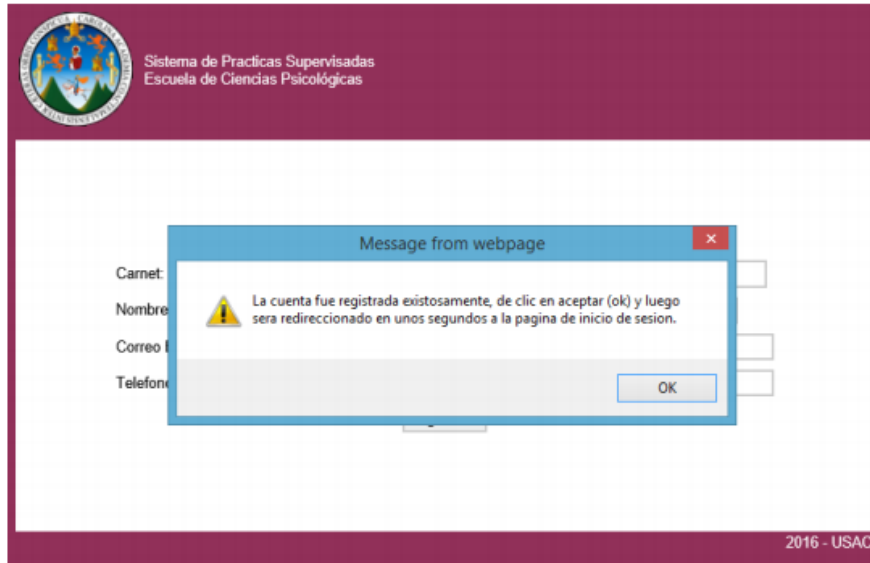 Sistema de Practicas Supervisadas
Escuela de Ciencias Psicológicas
Message from webpage
Carnet:
Nombre
La cuenta fue registrada existosamente, de clic en aceptar (ok) y luego
sera redireccionado en unos segundos a la pagina de inicio de sesion.
Correo
Telefono
OK
2016 - USAC